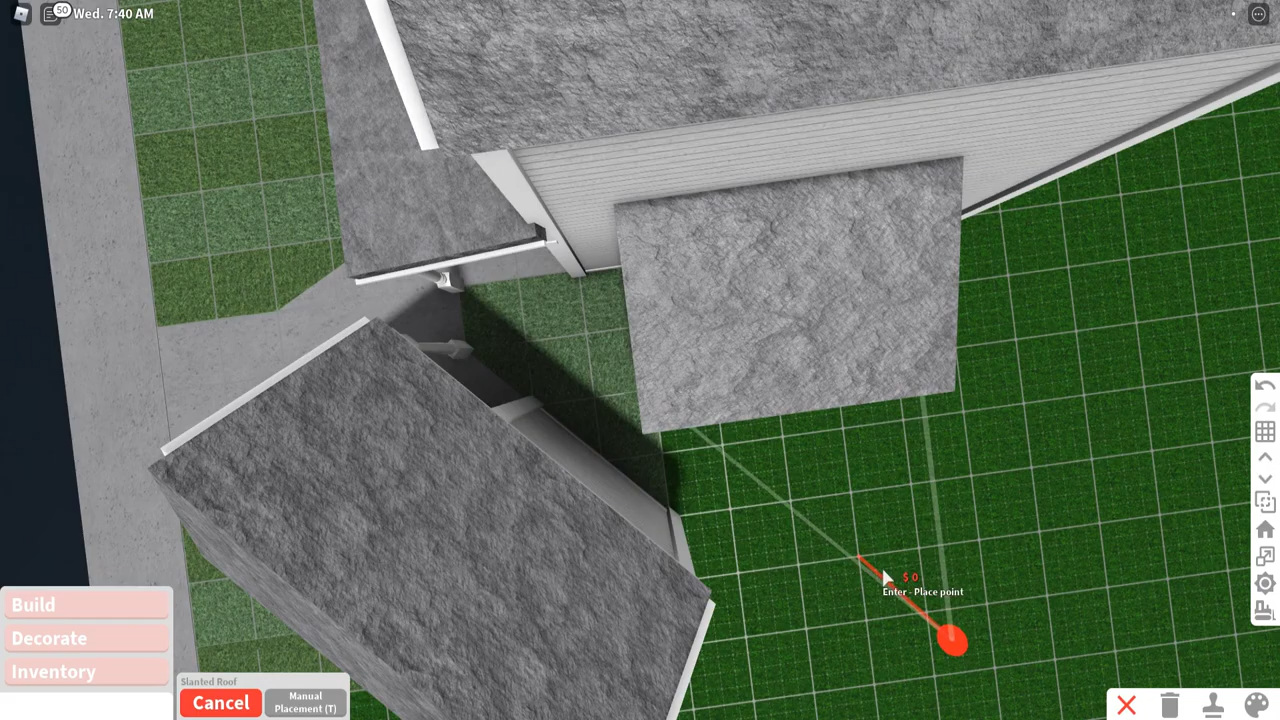 50
Wed. 7:40 AM
$ 0
Enter - Place point
Build
Decorate
Inventory
Slanted Roof
Cancel
Manual
Placement (T)